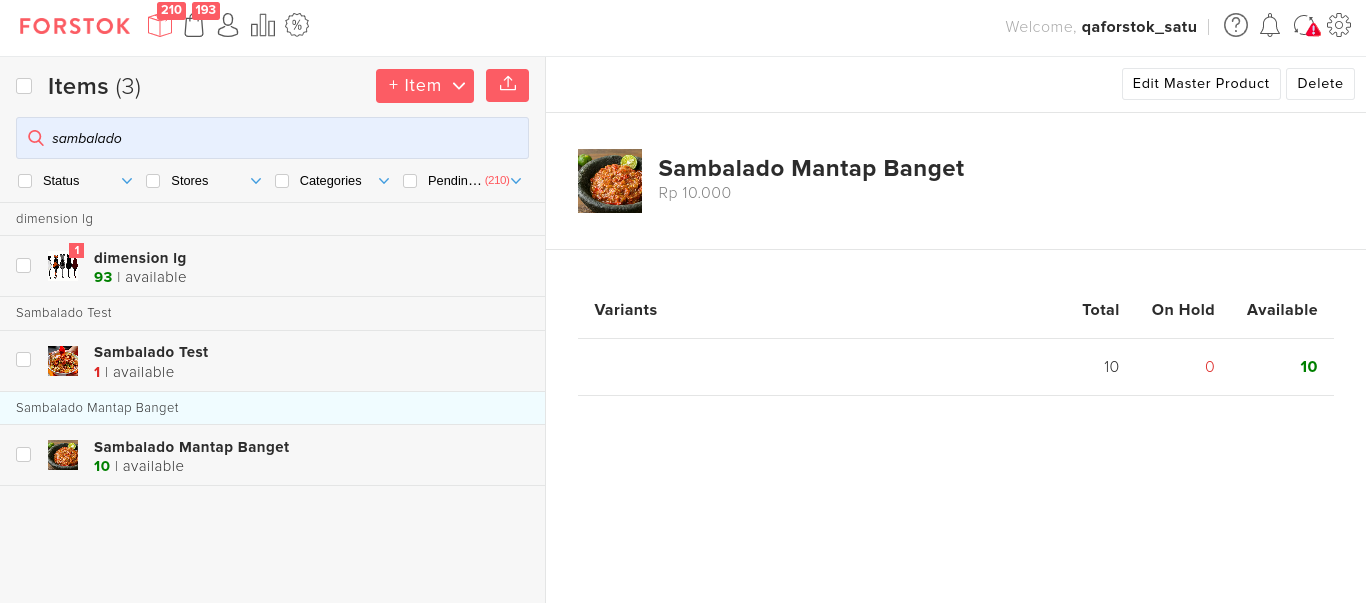 FORSTOK 210 193 % Welcome, qaforstok_satu
Items (3) + Item
sambalado
Status Stores Categories Pendin... (210)
dimension lg
1
dimension lg
93 | available
Sambalado Test
Sambalado Test
1 | available
Sambalado Mantap Banget
Sambalado Mantap Banget
10 | available
Edit Master Product Delete
Sambalado Mantap Banget
Rp 10.000
Variants Total On Hold Available
10 0 10